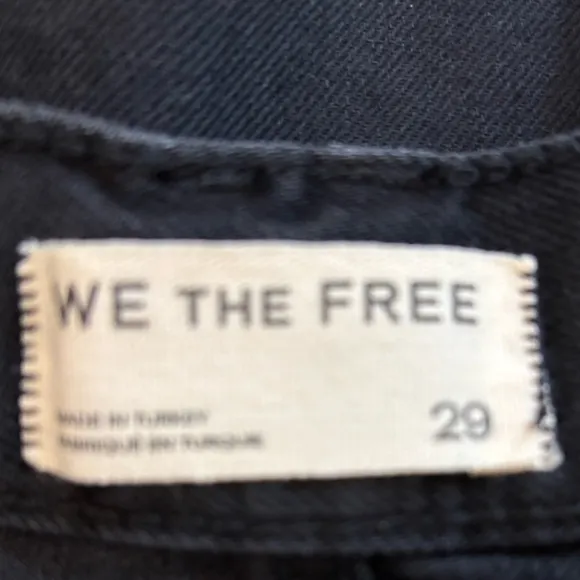 WE THE FREE
MADE IN TURKEY
FABRIQUÉ EN TURQUIE
29